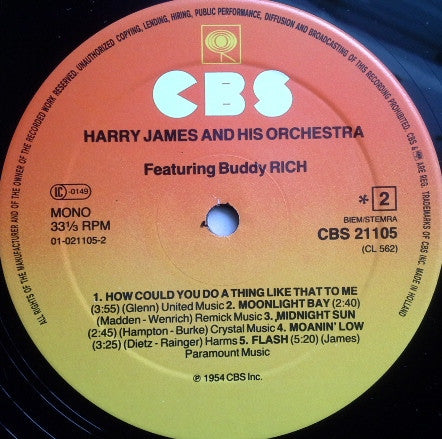 ALL RIGHTS OF THE MANUFACTURER AND OF THE OWNER OF THE RECORDED WORK RESERVED. UNAUTHORIZED COPYING, LENDING, HIRING, PUBLIC PERFORMANCE, DIFFUSION AND BROADCASTING OF THIS RECORD PROHIBITED. CBS & ARE REG. TRADEMARKS OF CBS INC. MADE IN HOLLAND
CBS
HARRY JAMES AND HIS ORCHESTRA
Featuring Buddy RICH
IC -0149
MONO
33⅓ RPM
01-021105-2
* 2
BIEM/STEMRA
CBS 21105
(CL 562)
1. HOW COULD YOU DO A THING LIKE THAT TO ME
(3:55) (Glenn) United Music 2. MOONLIGHT BAY (2:40)
(Madden - Wenrich) Remick Music 3. MIDNIGHT SUN
(2:45) (Hampton - Burke) Crystal Music 4. MOANIN' LOW
(3:25) (Dietz - Rainger) Harms 5. FLASH (5:20) (James)
Paramount Music
℗ 1954 CBS Inc.